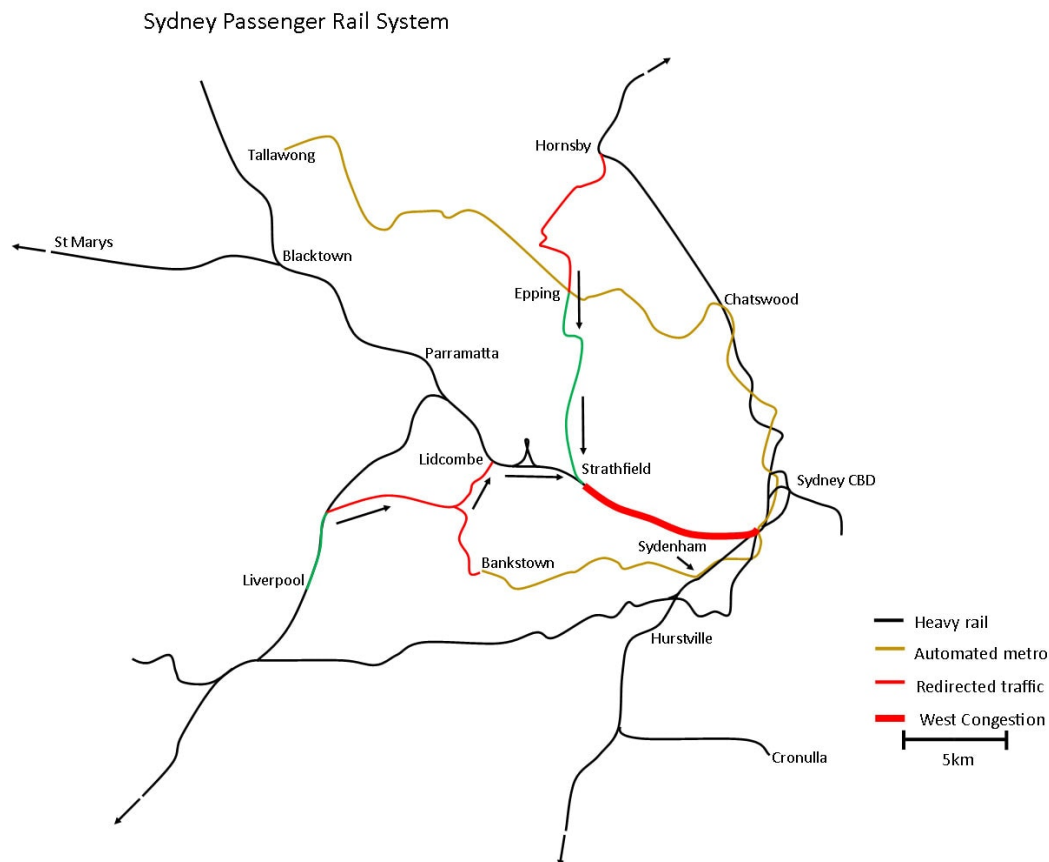 Sydney Passenger Rail System
Hornsby
Tallawong
St Marys
Blacktown
Epping
Chatswood
Parramatta
Lidcombe
Strathfield
Sydney CBD
Sydenham
Bankstown
Liverpool
Hurstville
Heavy rail
Automated metro
Redirected traffic
West Congestion
5km
Cronulla